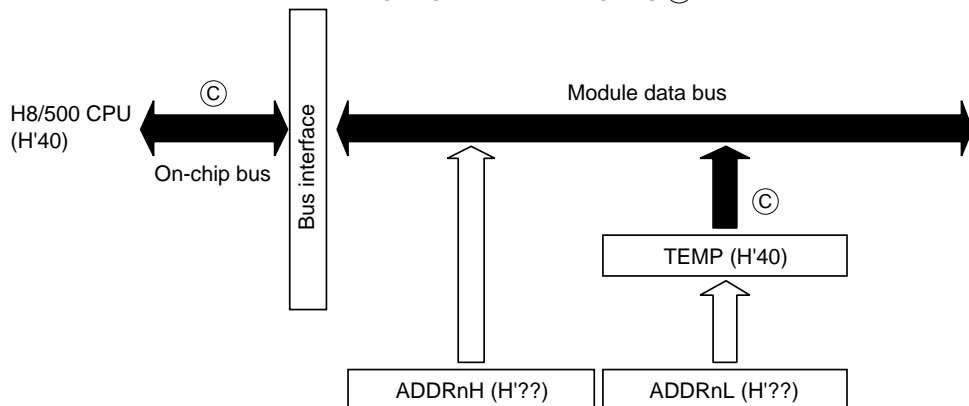 Ⓒ
H8/500 CPU
(H'40)
On-chip bus
Bus interface
Module data bus
Ⓒ
TEMP (H'40)
ADDRnH (H'??)
ADDRnL (H'??)